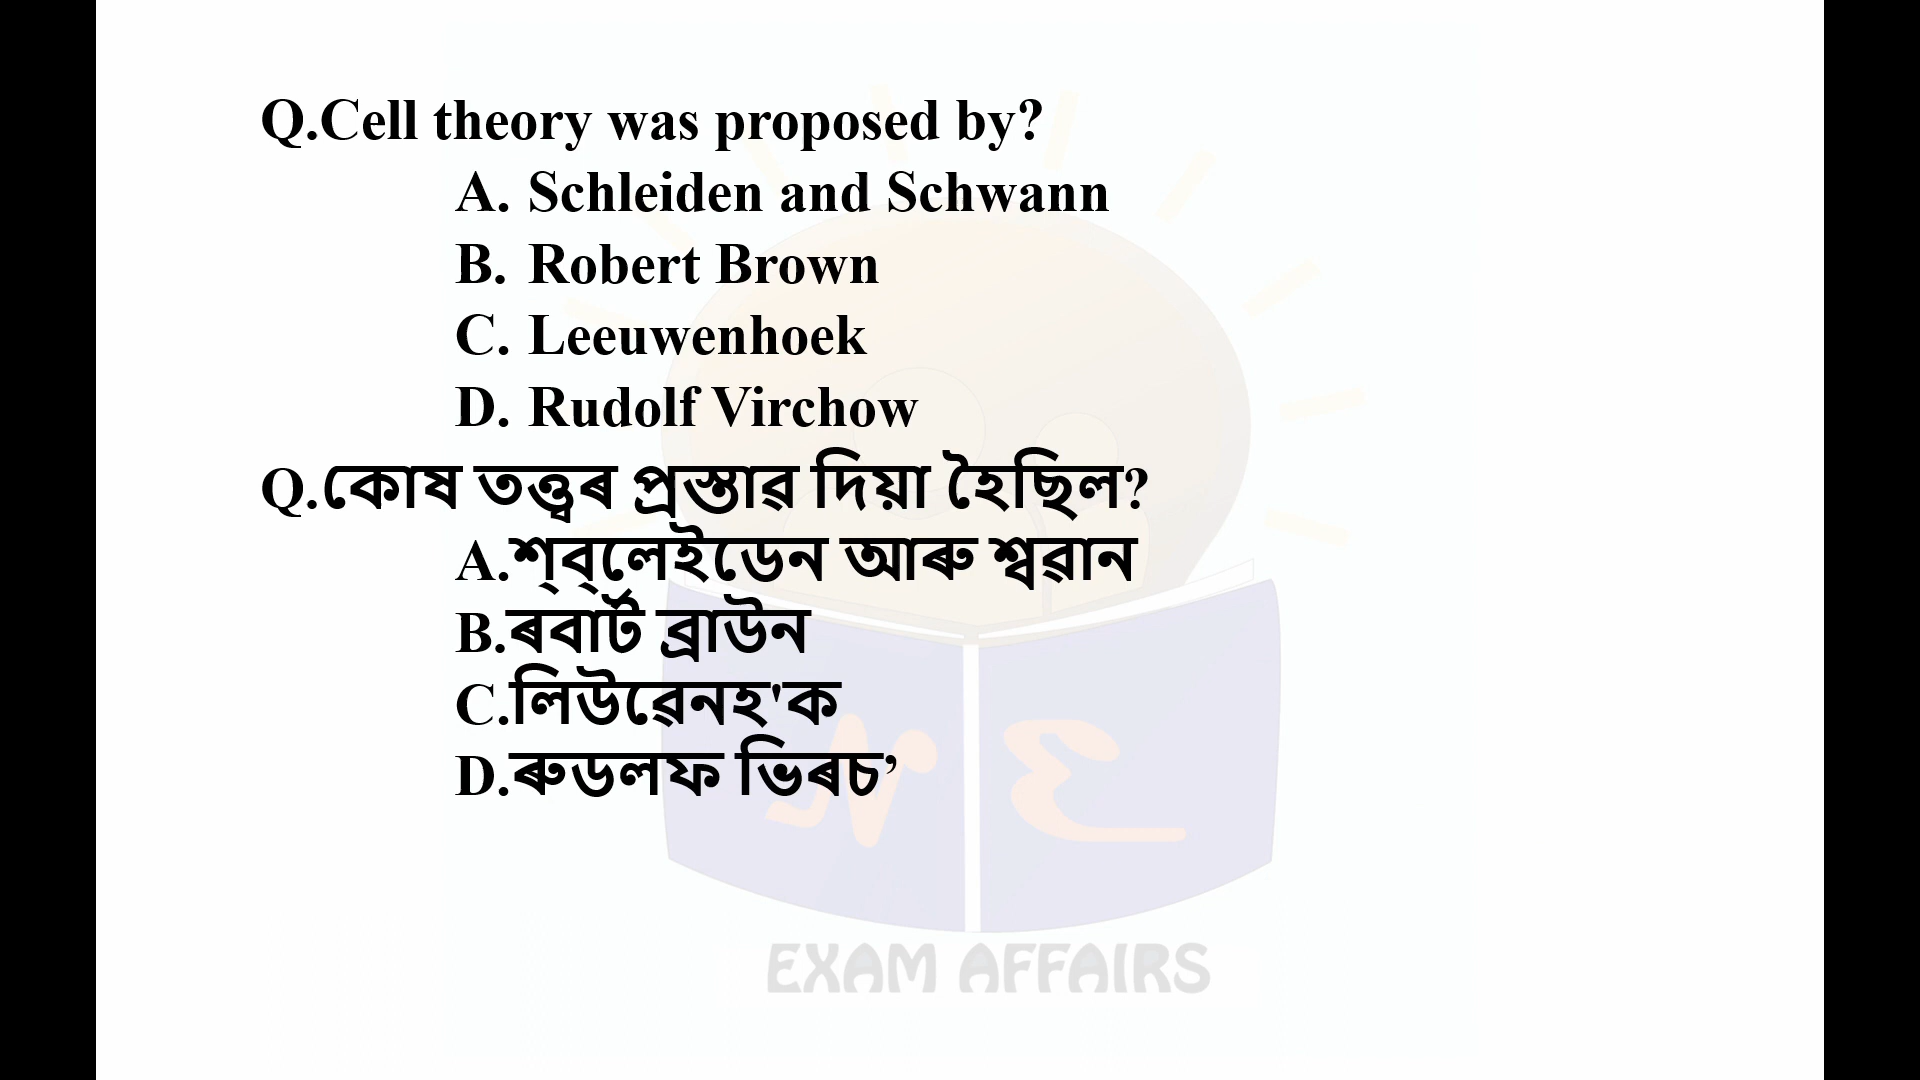 Q.Cell theory was proposed by?
A. Schleiden and Schwann
B. Robert Brown
C. Leeuwenhoek
D. Rudolf Virchow
Q.কোষ তত্ত্বৰ প্ৰস্তাৱ দিয়া হৈছিল?
A.শ্ব্লেইডেন আৰু শ্বৱান
B.ৰবাৰ্ট ব্ৰাউন
C.লিউৱেনহ'ক
D.ৰুডলফ ভিৰচ’
EXAM AFFAIRS